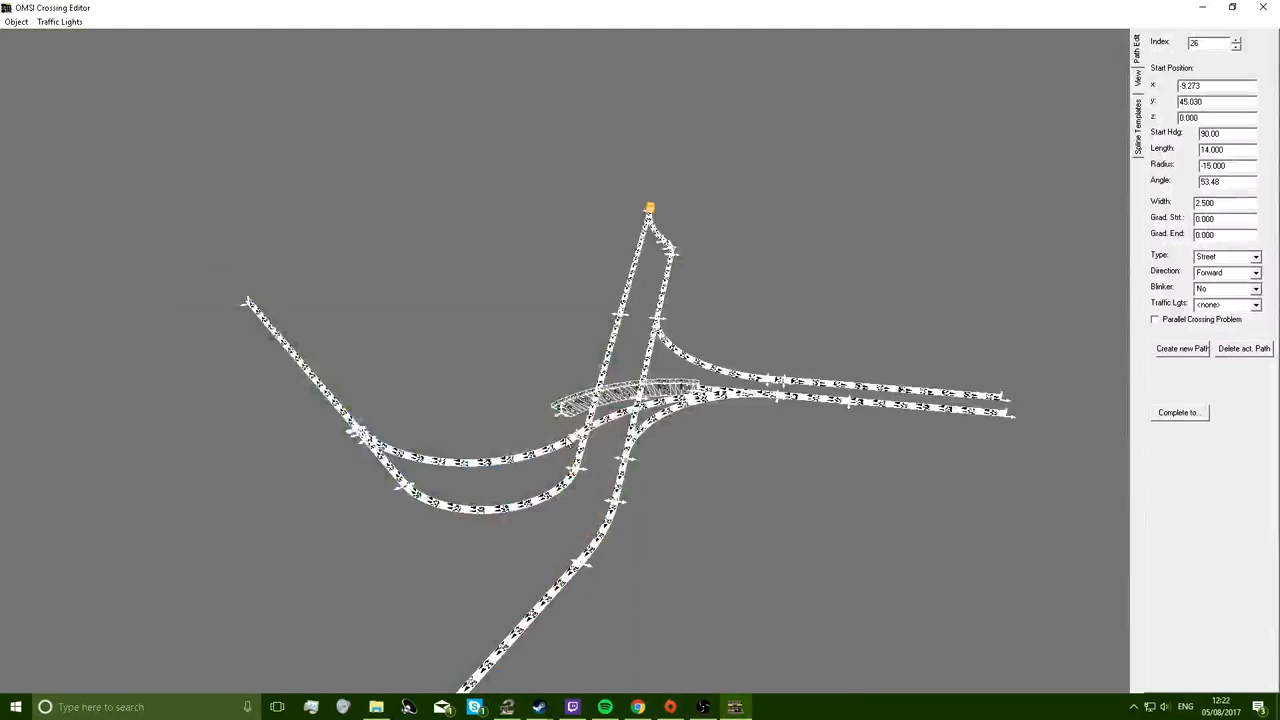 OMSI Crossing Editor
Object Traffic Lights
Path Edit
View
Spline Templates
Index: 26
Start Position:
x: -9.273
y: 45.030
z: 0.000
Start Hdg: 90.00
Length: 14.000
Radius: -15.000
Angle: 53.48
Width: 2.500
Grad. Strt.: 0.000
Grad. End: 0.000
Type: Street
Direction: Forward
Blinker: No
Traffic Lgts: <none>
Parallel Crossing Problem
Create new Path Delete act. Path
Complete to...
Type here to search
ENG
12:22
05/08/2017